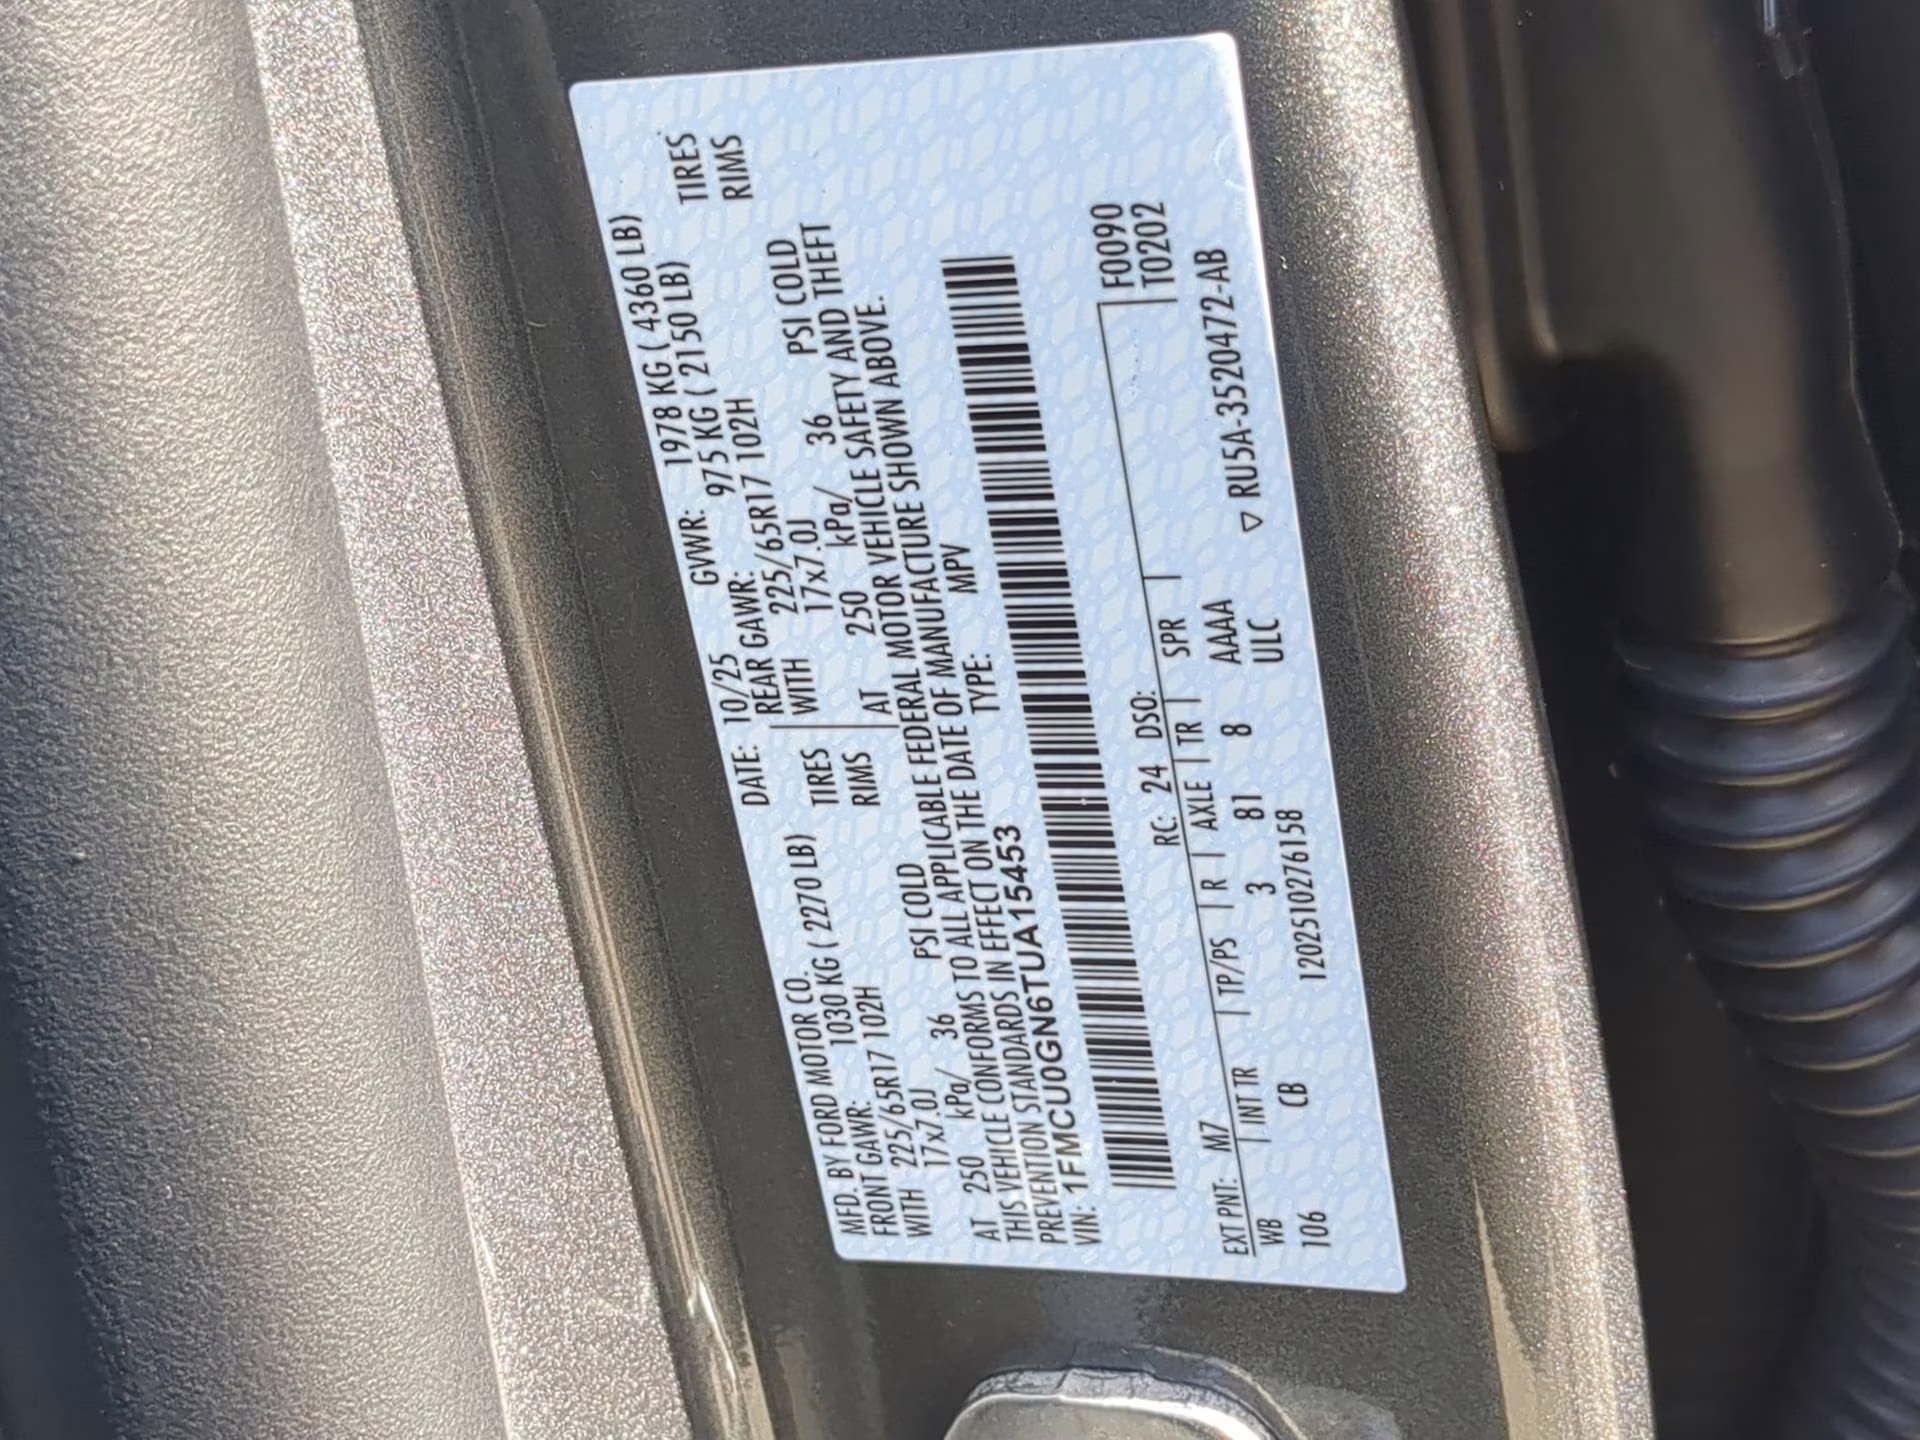 MFD. BY FORD MOTOR CO. DATE: 10/25 GVWR: 1978 KG ( 4360 LB)
FRONT GAWR: 1030 KG ( 2270 LB) REAR GAWR: 975 KG ( 2150 LB)
WITH 225/65R17 102H TIRES WITH 225/65R17 102H TIRES
17x7.0J RIMS 17x7.0J RIMS
AT 250 kPa/ 36 PSI COLD AT 250 kPa/ 36 PSI COLD
THIS VEHICLE CONFORMS TO ALL APPLICABLE FEDERAL MOTOR VEHICLE SAFETY AND THEFT
PREVENTION STANDARDS IN EFFECT ON THE DATE OF MANUFACTURE SHOWN ABOVE.
VIN: 1FMCU0GN6TUA15453 TYPE: MPV
F0090
T0202
EXT PNT: M7 RC: 24 DSO:
WB INT TR TP/PS R AXLE TR SPR
106 CB 3 81 8 AAAA
ULC
1202510276158
▽ RU5A-3520472-AB